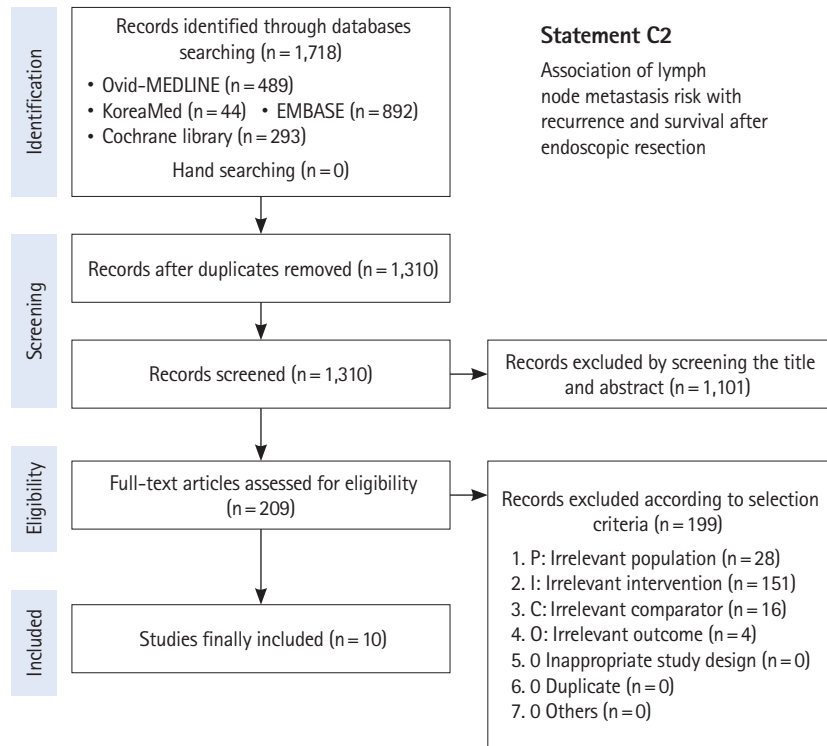 Identification
Records identified through databases
searching (n = 1,718)
• Ovid-MEDLINE (n = 489)
• KoreaMed (n = 44) • EMBASE (n = 892)
• Cochrane library (n = 293)
Hand searching (n = 0)
Statement C2
Association of lymph
node metastasis risk with
recurrence and survival after
endoscopic resection
Screening
Records after duplicates removed (n = 1,310)
Records screened (n = 1,310)
Records excluded by screening the title
and abstract (n = 1,101)
Eligibility
Full-text articles assessed for eligibility
(n = 209)
Records excluded according to selection
criteria (n = 199)
1. P: Irrelevant population (n = 28)
2. I: Irrelevant intervention (n = 151)
3. C: Irrelevant comparator (n = 16)
4. O: Irrelevant outcome (n = 4)
5. 0 Inappropriate study design (n = 0)
6. 0 Duplicate (n = 0)
7. 0 Others (n = 0)
Included
Studies finally included (n = 10)